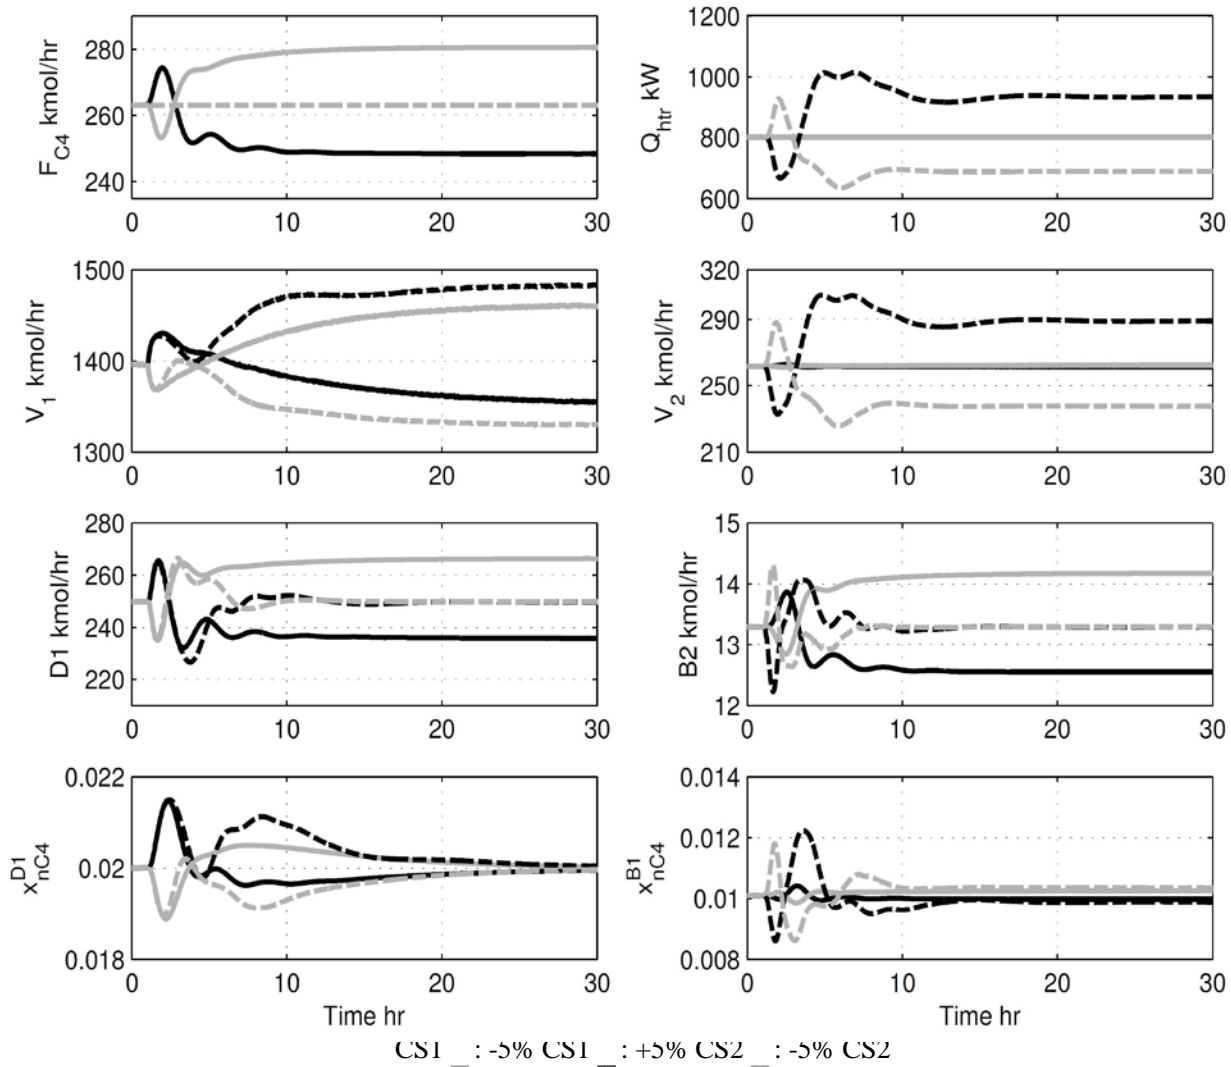 1200
280
F_C4 kmol/hr
1000
Q_htr kW
260
800
240
600
0 10 20 30
0 10 20 30
1500
320
V_1 kmol/hr
290
1400
V_2 kmol/hr
250
1300
210
0 10 20 30
0 10 20 30
280
15
D1 kmol/hr
260
14
B2 kmol/hr
240
13
220
12
0 10 20 30
0 10 20 30
0.022
0.014
x^D1_nC4
0.012
0.02
x^B1_nC4
0.01
0.018
0.008
0 10 20 30
0 10 20 30
Time hr
Time hr
CS1 _ : -5% CS1 _ : +5% CS2 _ : -5% CS2